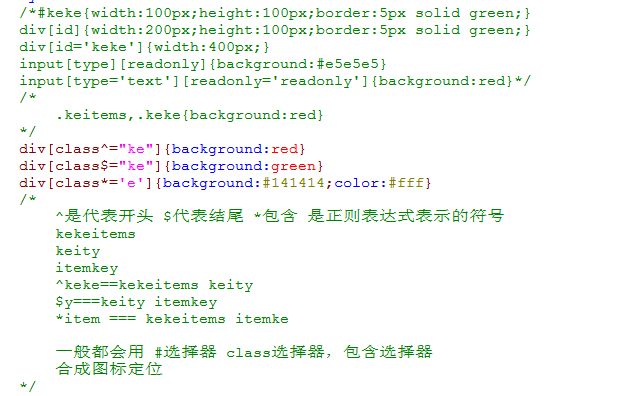 /*#keke{width:100px;height:100px;border:5px solid green;}
div[id]{width:200px;height:100px;border:5px solid green;}
div[id='keke']{width:400px;}
input[type][readonly]{background:#e5e5e5}
input[type='text'][readonly='readonly']{background:red}*/
/*
.keitems,.keke{background:red}
*/
div[class^="ke"]{background:red}
div[class$="ke"]{background:green}
div[class*='e']{background:#141414;color:#fff}
/*
^是代表开头 $代表结尾 *包含 是正则表达式表示的符号
kekeitems
keity
itemkey
^keke==kekeitems keity
$y===keity itemkey
*item === kekeitems itemke
一般都会用 #选择器 class选择器，包含选择器
合成图标定位
*/